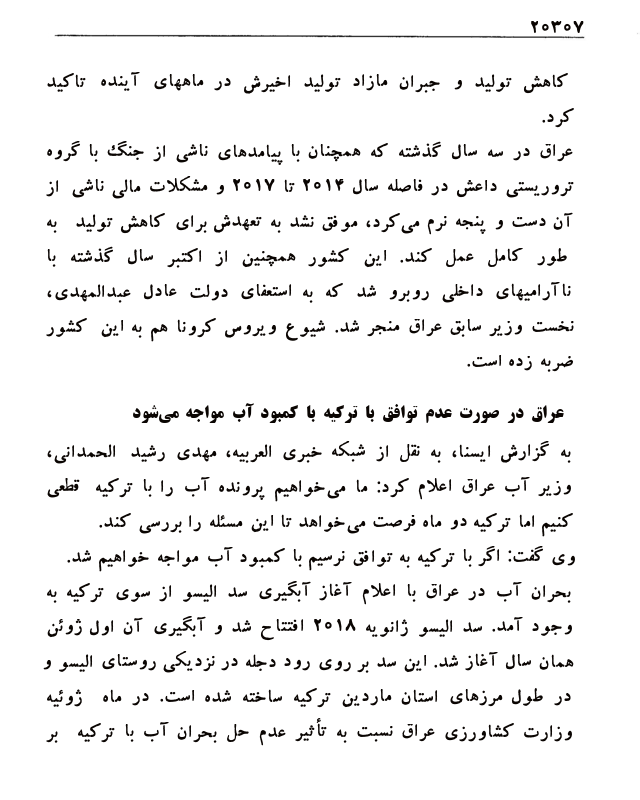 ۲۰۳۰۷
کاهش تولید و جبران مازاد تولید اخیرش در ماههای آینده تاکید
کرد.
عراق در سه سال گذشته که همچنان با پیامدهای ناشی از جنگ با گروه
تروریستی داعش در فاصله سال ۲۰۱۴ تا ۲۰۱۷ و مشکلات مالی ناشی از
آن دست و پنجه نرم می‌کرد، موفق نشد به تعهدش برای کاهش تولید به
طور کامل عمل کند. این کشور همچنین از اکتبر سال گذشته با
ناآرامیهای داخلی روبرو شد که به استعفای دولت عادل عبدالمهدی،
نخست وزیر سابق عراق منجر شد. شیوع ویروس کرونا هم به این کشور
ضربه زده است.
عراق در صورت عدم توافق با ترکیه با کمبود آب مواجه می‌شود
به گزارش ایسنا، به نقل از شبکه خبری العربیه، مهدی رشید الحمدانی،
وزیر آب عراق اعلام کرد: ما می‌خواهیم پرونده آب را با ترکیه قطعی
کنیم اما ترکیه دو ماه فرصت می‌خواهد تا این مسئله را بررسی کند.
وی گفت: اگر با ترکیه به توافق نرسیم با کمبود آب مواجه خواهیم شد.
بحران آب در عراق با اعلام آغاز آبگیری سد الیسو از سوی ترکیه به
وجود آمد. سد الیسو ژانویه ۲۰۱۸ افتتاح شد و آبگیری آن اول ژوئن
همان سال آغاز شد. این سد بر روی رود دجله در نزدیکی روستای الیسو و
در طول مرزهای استان ماردین ترکیه ساخته شده است. در ماه ژوئیه
وزارت کشاورزی عراق نسبت به تأثیر عدم حل بحران آب با ترکیه بر